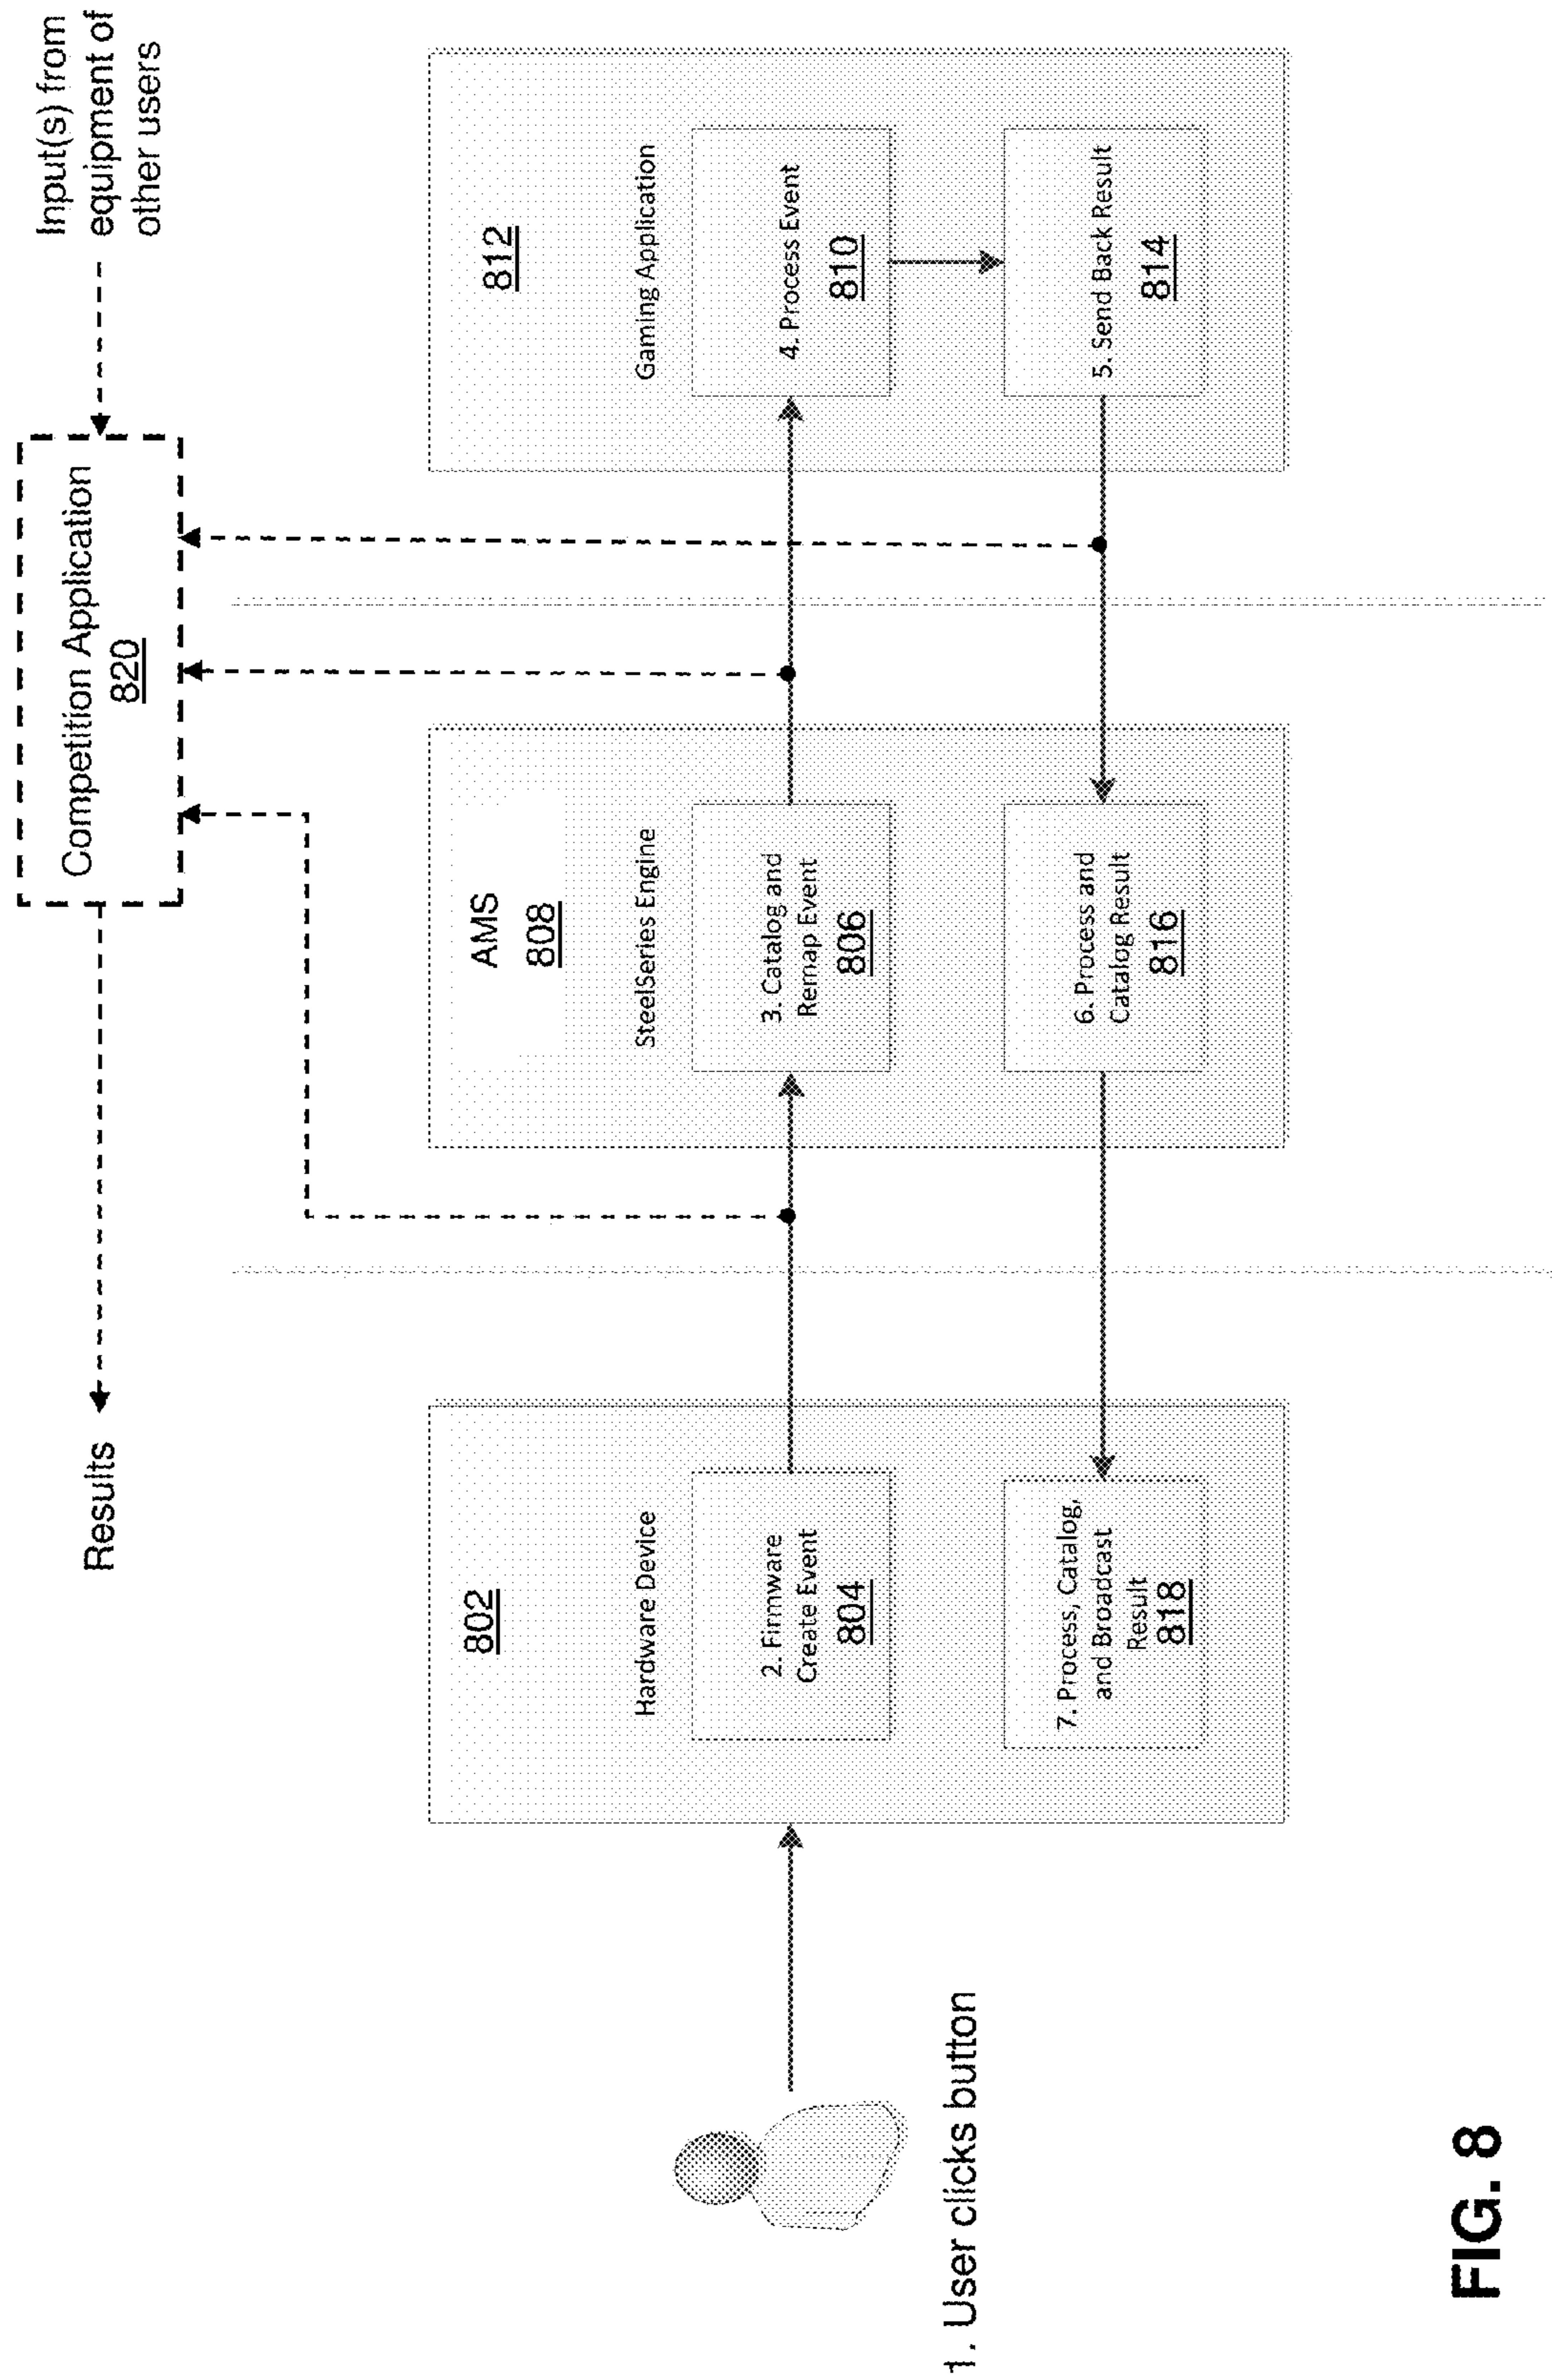 Input(s) from
equipment of
other users
Competition Application
820
Results
802
Hardware Device
2. Firmware
Create Event
804
7. Process, Catalog,
and Broadcast
Result
818
AMS
808
SteelSeries Engine
3. Catalog and
Remap Event
806
6. Process and
Catalog Result
816
812
Gaming Application
4. Process Event
810
5. Send Back Result
814
1. User clicks button
FIG. 8